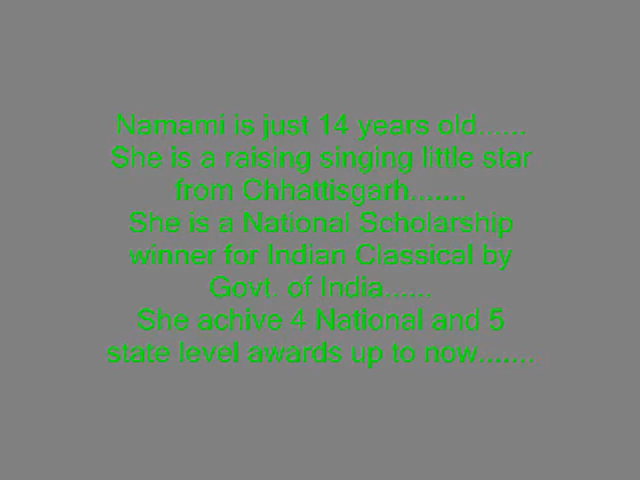 Namami is just 14 years old......
She is a raising singing little star
from Chhattisgarh.......
She is a National Scholarship
winner for Indian Classical by
Govt. of India......
She achive 4 National and 5
state level awards up to now.......